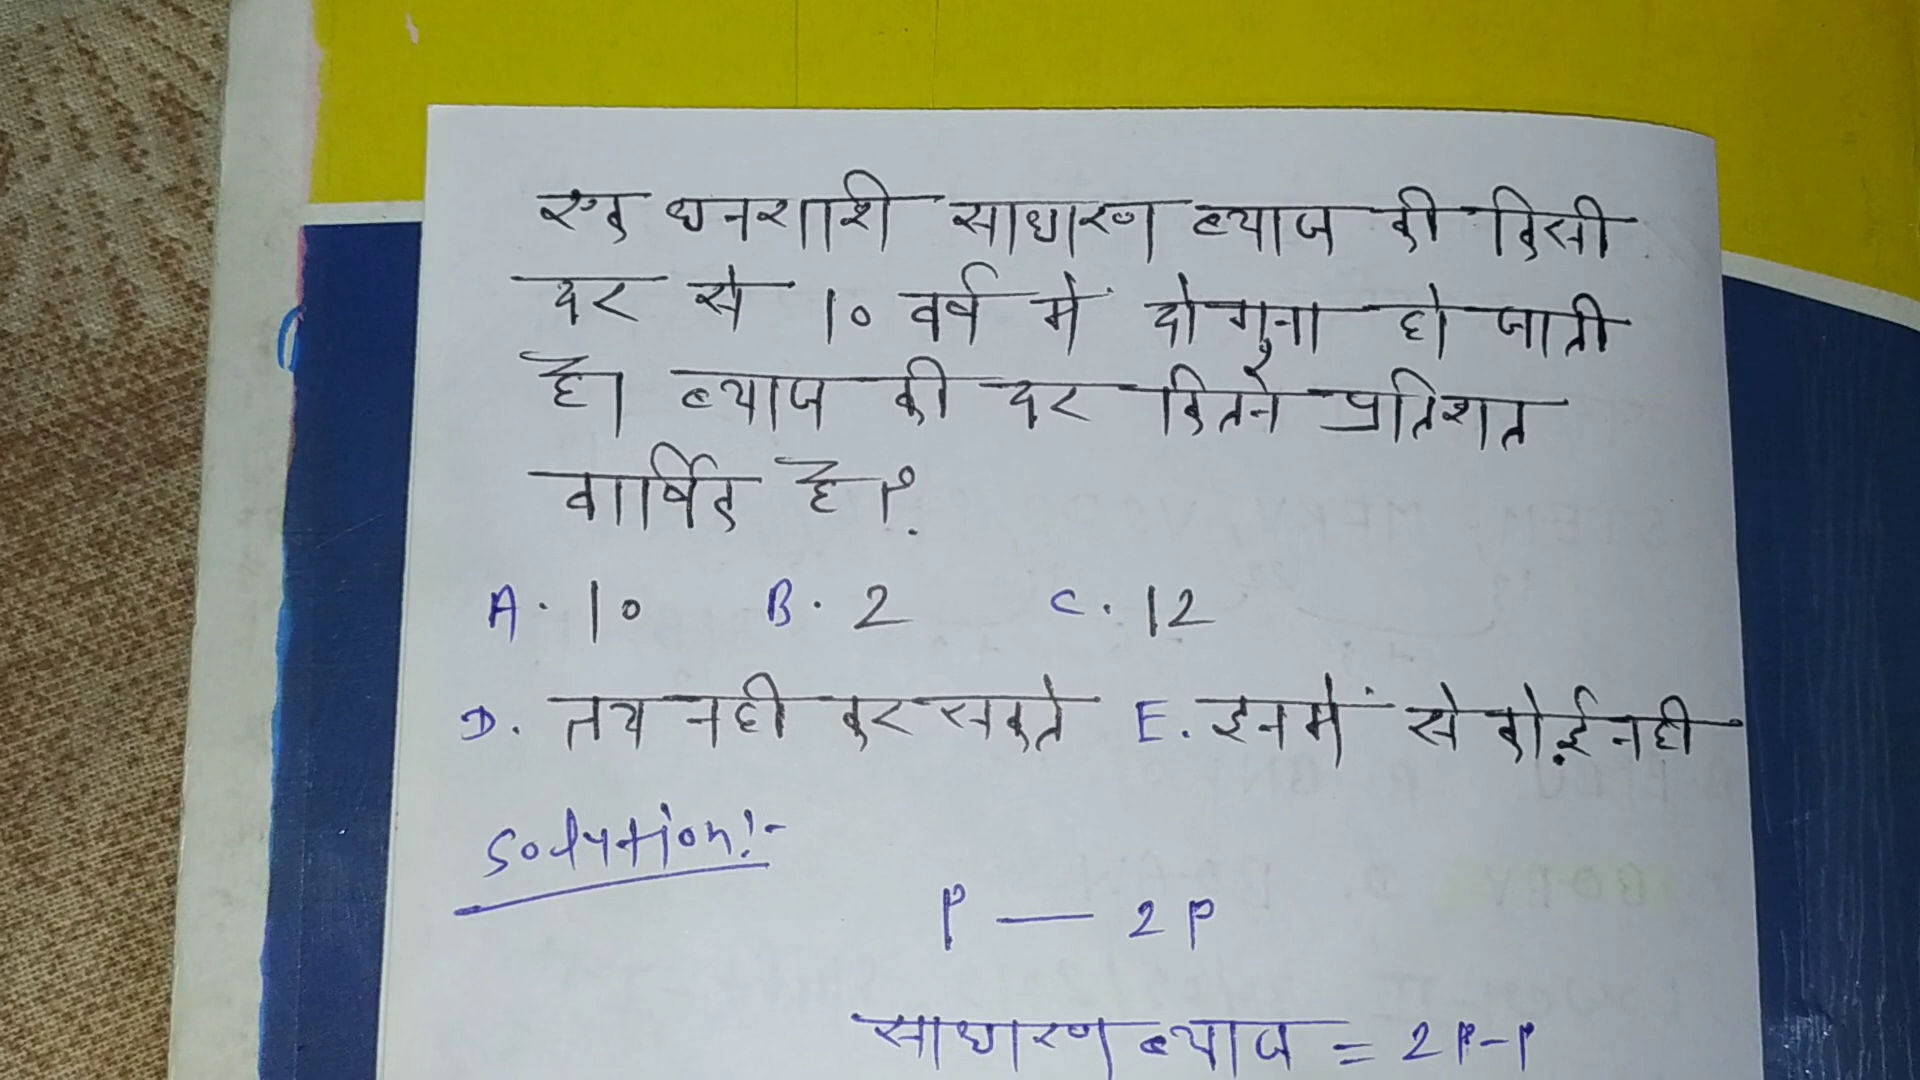 एक धनराशी साधारण ब्याज की किसी
दर से 10 वर्ष में दोगुना हो जाती
है। ब्याज की दर कितने प्रतिशत
वार्षिक है।?
A. 10 B. 2 C. 12
D. तय नही कर सकते E. इनमें से कोई नही
Solution:-
P — 2P
साधारण ब्याज = 2P-P